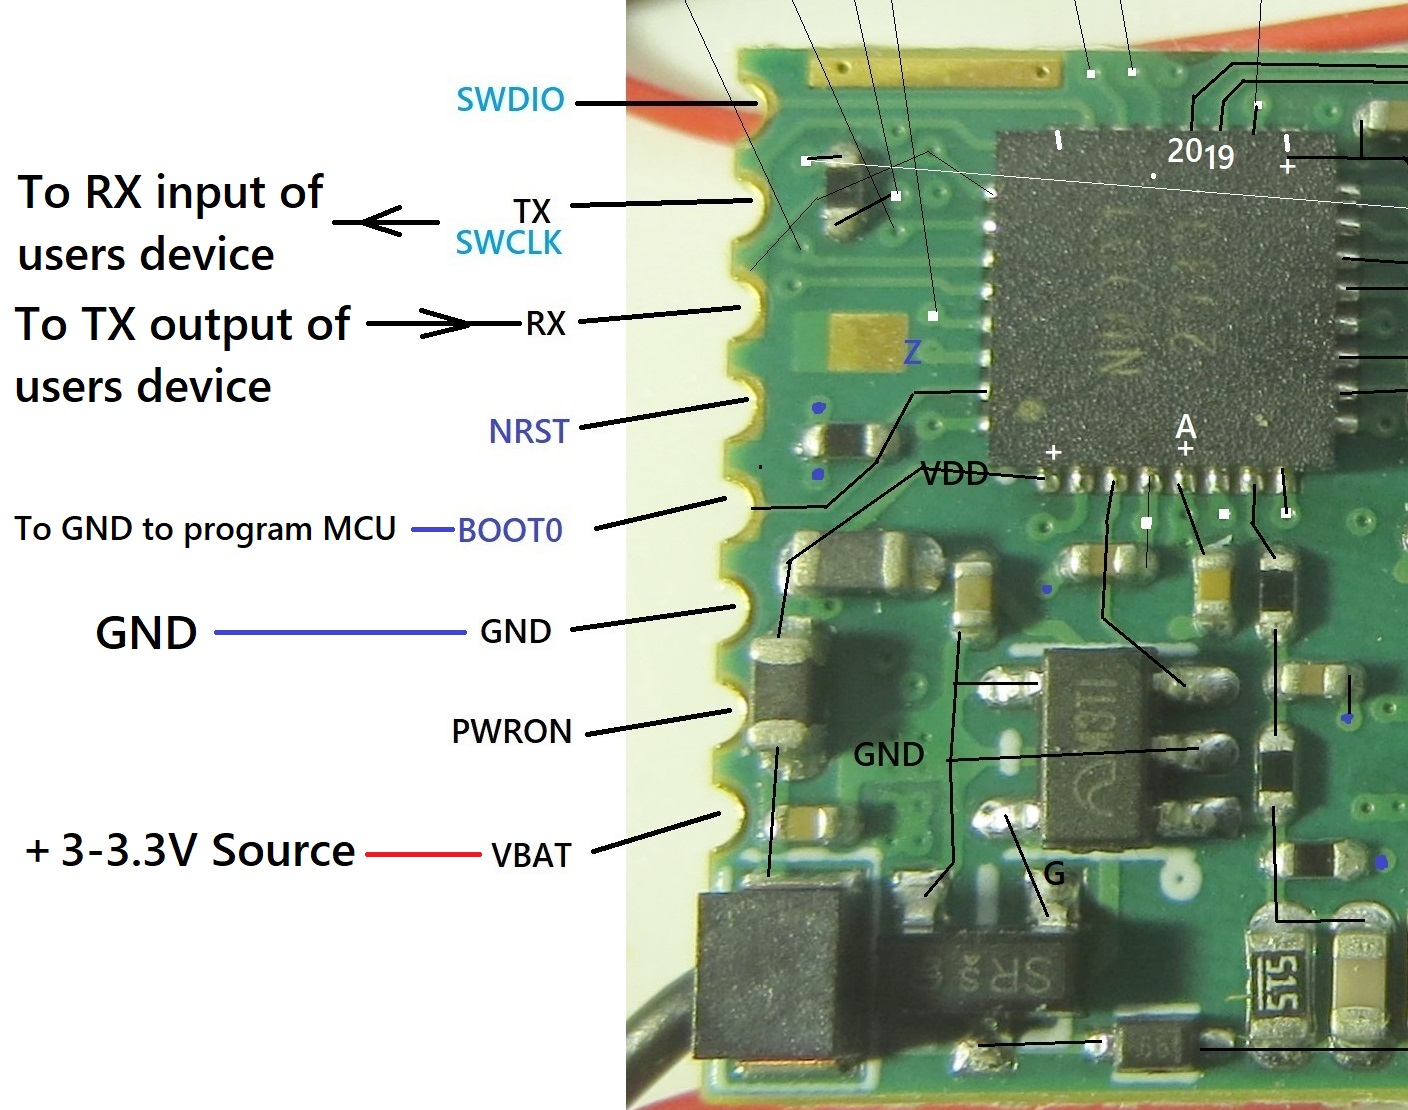 SWDIO
To RX input of
users device
TX
SWCLK
To TX output of
users device
RX
NRST
To GND to program MCU
BOOT0
GND
GND
PWRON
+ 3-3.3V Source
VBAT
2019
+
Z
A
+
+
VDD
GND
G
515